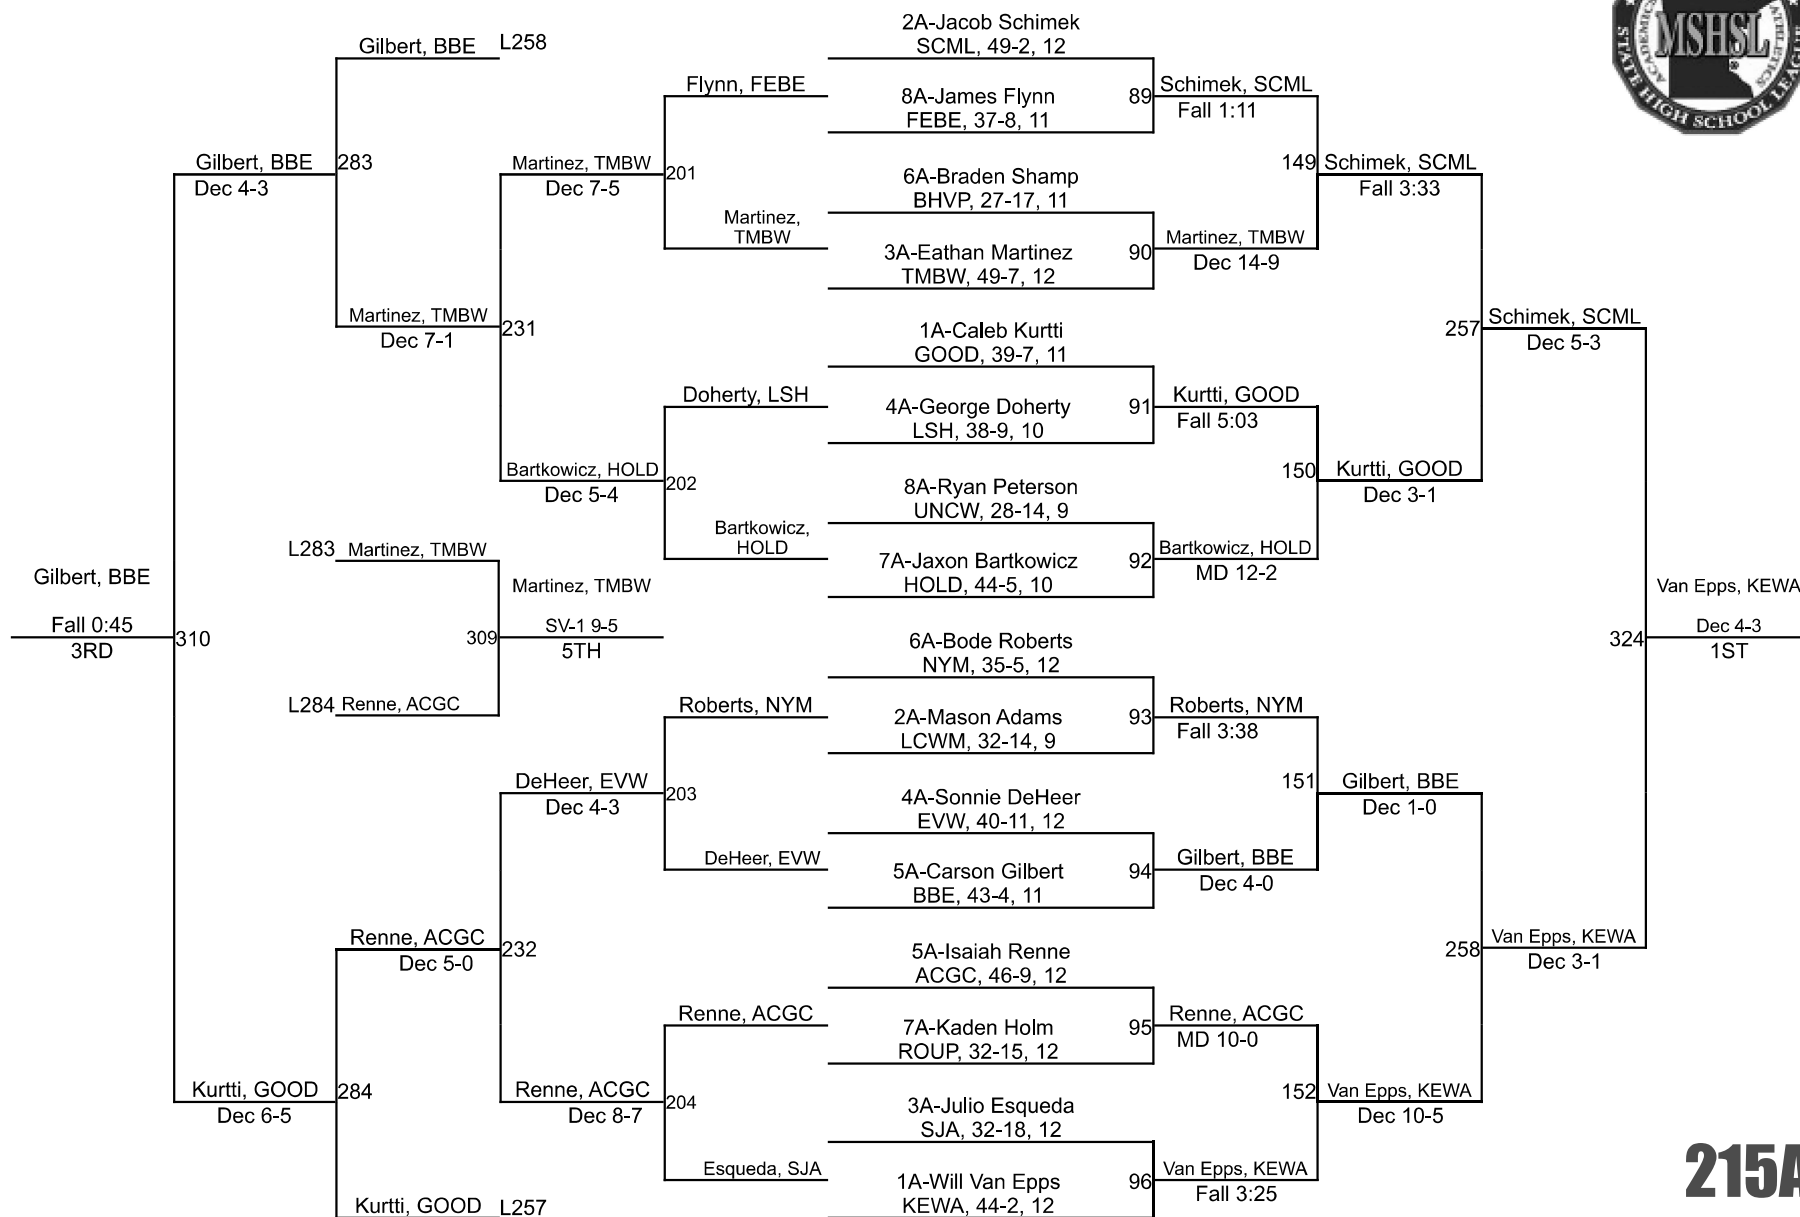 2A-Jacob Schimek
SCML, 49-2, 12
8A-James Flynn
FEBE, 37-8, 11
6A-Braden Shamp
BHVP, 27-17, 11
3A-Eathan Martinez
TMBW, 49-7, 12
1A-Caleb Kurtti
GOOD, 39-7, 11
4A-George Doherty
LSH, 38-9, 10
8A-Ryan Peterson
UNCW, 28-14, 9
7A-Jaxon Bartkowicz
HOLD, 44-5, 10
6A-Bode Roberts
NYM, 35-5, 12
2A-Mason Adams
LCWM, 32-14, 9
4A-Sonnie DeHeer
EVW, 40-11, 12
5A-Carson Gilbert
BBE, 43-4, 11
5A-Isaiah Renne
ACGC, 46-9, 12
7A-Kaden Holm
ROUP, 32-15, 12
3A-Julio Esqueda
SJA, 32-18, 12
1A-Will Van Epps
KEWA, 44-2, 12
89
Schimek, SCML
Fall 1:11
90
Martinez, TMBW
Dec 14-9
91
Kurtti, GOOD
Fall 5:03
92
Bartkowicz, HOLD
MD 12-2
93
Roberts, NYM
Fall 3:38
94
Gilbert, BBE
Dec 4-0
95
Renne, ACGC
MD 10-0
96
Van Epps, KEWA
Fall 3:25
149
Schimek, SCML
Fall 3:33
150
Kurtti, GOOD
Dec 3-1
151
Gilbert, BBE
Dec 1-0
152
Van Epps, KEWA
Dec 10-5
257
Schimek, SCML
Dec 5-3
258
Van Epps, KEWA
Dec 3-1
324
Van Epps, KEWA
Dec 4-3
1ST
Flynn, FEBE
Martinez,
TMBW
Doherty, LSH
Bartkowicz,
HOLD
Roberts, NYM
DeHeer, EVW
Renne, ACGC
Esqueda, SJA
201
Martinez, TMBW
Dec 7-5
202
Bartkowicz, HOLD
Dec 5-4
203
DeHeer, EVW
Dec 4-3
204
Renne, ACGC
Dec 8-7
231
Martinez, TMBW
Dec 7-1
232
Renne, ACGC
Dec 5-0
Gilbert, BBE L258
283
Gilbert, BBE
Dec 4-3
Kurtti, GOOD L257
284
Kurtti, GOOD
Dec 6-5
310
Gilbert, BBE
Fall 0:45
3RD
L283 Martinez, TMBW
L284 Renne, ACGC
309
Martinez, TMBW
SV-1 9-5
5TH
MSHSL
ACADEMICS
ATHLETICS
STATE HIGH SCHOOL LEAGUE
215A